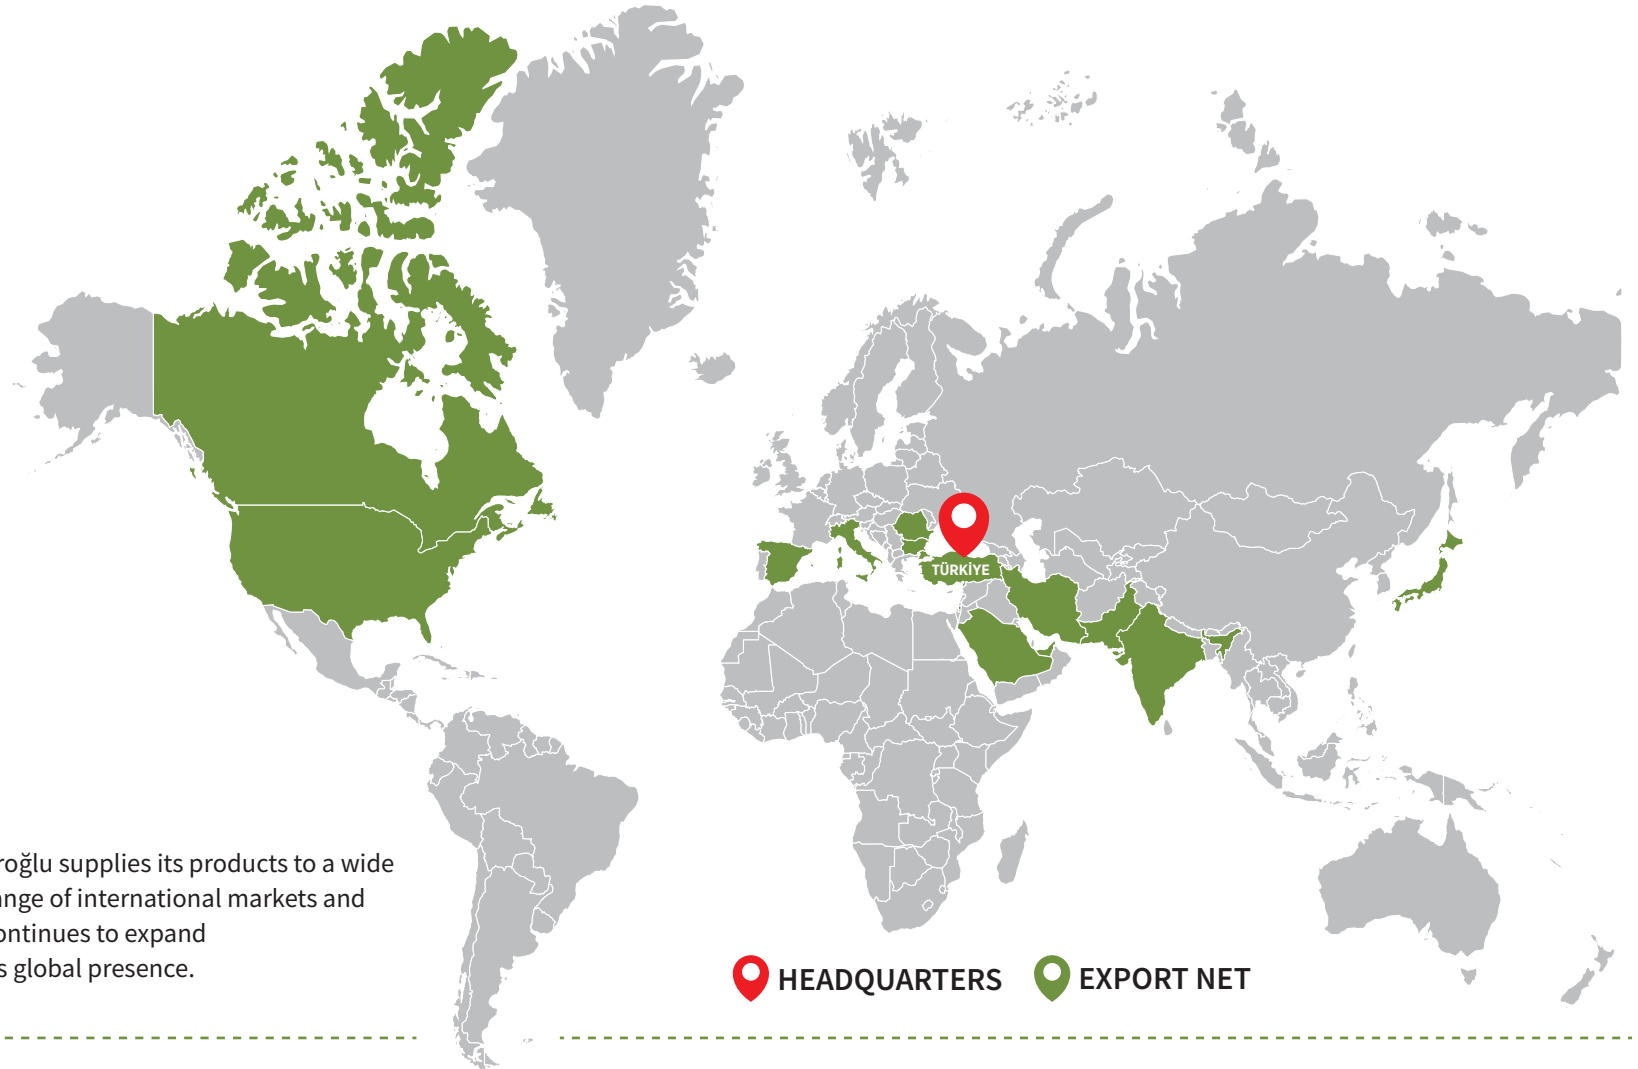 TÜRKİYE
roğlu supplies its products to a wide
ange of international markets and
ontinues to expand
s global presence.
HEADQUARTERS
EXPORT NET